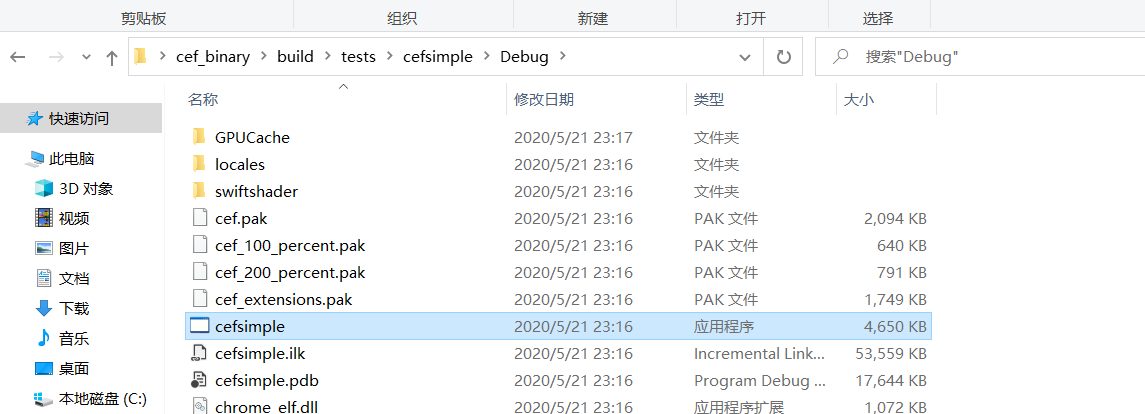 剪贴板 组织 新建 打开 选择
cef_binary build tests cefsimple Debug 搜索"Debug"
名称 修改日期 类型 大小
快速访问
此电脑
3D 对象
视频
图片
文档
下载
音乐
桌面
本地磁盘 (C:)
GPUCache 2020/5/21 23:17 文件夹
locales 2020/5/21 23:16 文件夹
swiftshader 2020/5/21 23:16 文件夹
cef.pak 2020/5/21 23:16 PAK 文件 2,094 KB
cef_100_percent.pak 2020/5/21 23:16 PAK 文件 640 KB
cef_200_percent.pak 2020/5/21 23:16 PAK 文件 791 KB
cef_extensions.pak 2020/5/21 23:16 PAK 文件 1,749 KB
cefsimple 2020/5/21 23:16 应用程序 4,650 KB
cefsimple.ilk 2020/5/21 23:16 Incremental Link... 53,559 KB
cefsimple.pdb 2020/5/21 23:16 Program Debug ... 17,644 KB
chrome_elf.dll 2020/5/21 23:16 应用程序扩展 1,072 KB